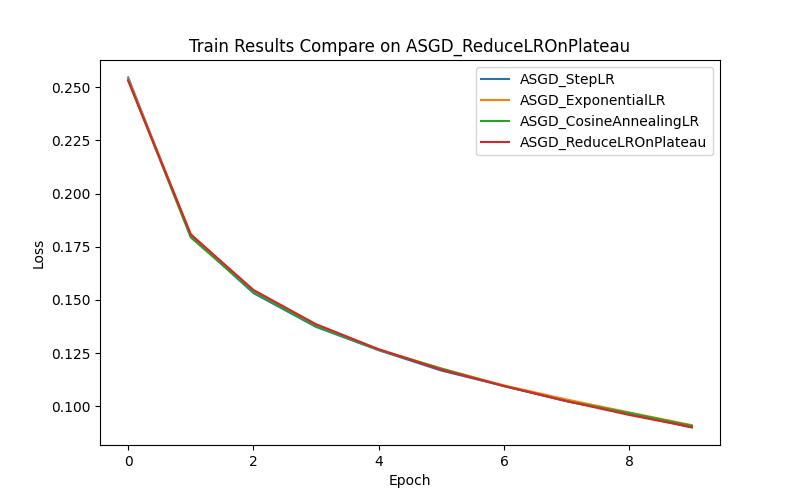 Train Results Compare on ASGD_ReduceLROnPlateau
ASGD_StepLR
ASGD_ExponentialLR
ASGD_CosineAnnealingLR
ASGD_ReduceLROnPlateau
Loss
0.250
0.225
0.200
0.175
0.150
0.125
0.100
0 2 4 6 8
Epoch